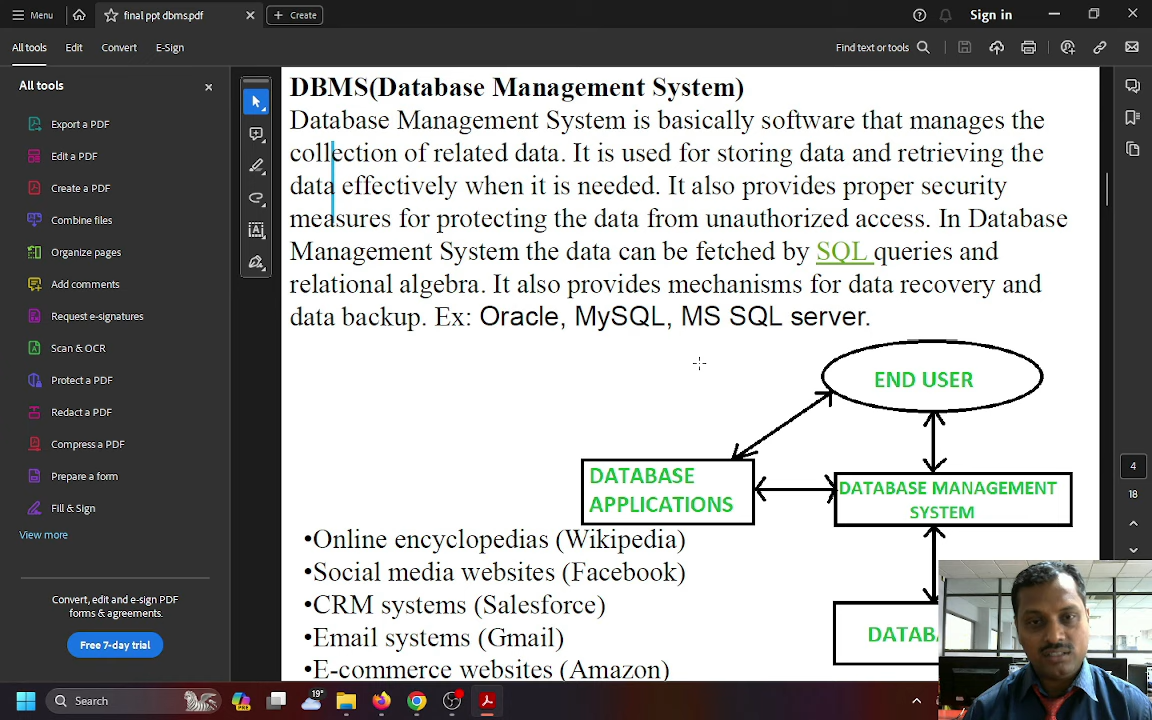 Menu
final ppt dbms.pdf
Create
Sign in
All tools
Edit
Convert
E-Sign
Find text or tools
All tools
Export a PDF
Edit a PDF
Create a PDF
Combine files
Organize pages
Add comments
Request e-signatures
Scan & OCR
Protect a PDF
Redact a PDF
Compress a PDF
Prepare a form
Fill & Sign
View more
Convert, edit and e-sign PDF
forms & agreements.
Free 7-day trial
DBMS(Database Management System)
Database Management System is basically software that manages the
collection of related data. It is used for storing data and retrieving the
data effectively when it is needed. It also provides proper security
measures for protecting the data from unauthorized access. In Database
Management System the data can be fetched by SQL queries and
relational algebra. It also provides mechanisms for data recovery and
data backup. Ex: Oracle, MySQL, MS SQL server.
END USER
DATABASE
APPLICATIONS
DATABASE MANAGEMENT
SYSTEM
•Online encyclopedias (Wikipedia)
•Social media websites (Facebook)
•CRM systems (Salesforce)
•Email systems (Gmail)
•E-commerce websites (Amazon)
DATAB
4
18
Search
19°